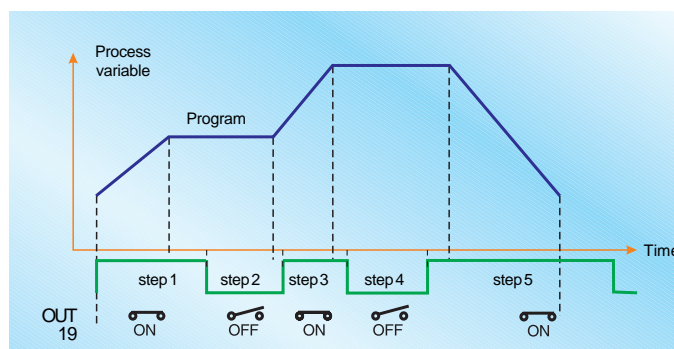 Process
variable
Program
Time
step 1 step 2 step 3 step 4 step 5
OUT
19
ON OFF ON OFF ON